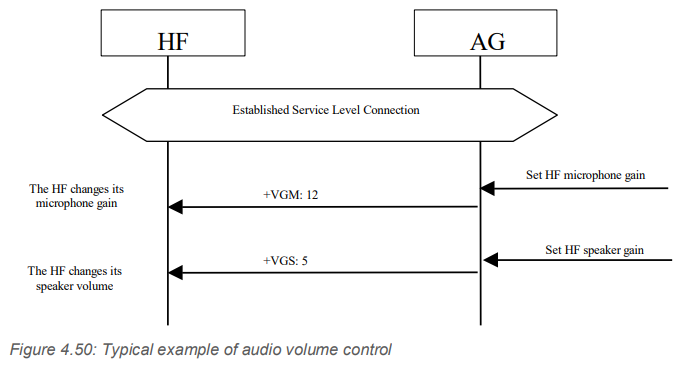 HF
AG
Established Service Level Connection
Set HF microphone gain
The HF changes its
microphone gain
+VGM: 12
Set HF speaker gain
+VGS: 5
The HF changes its
speaker volume
Figure 4.50: Typical example of audio volume control